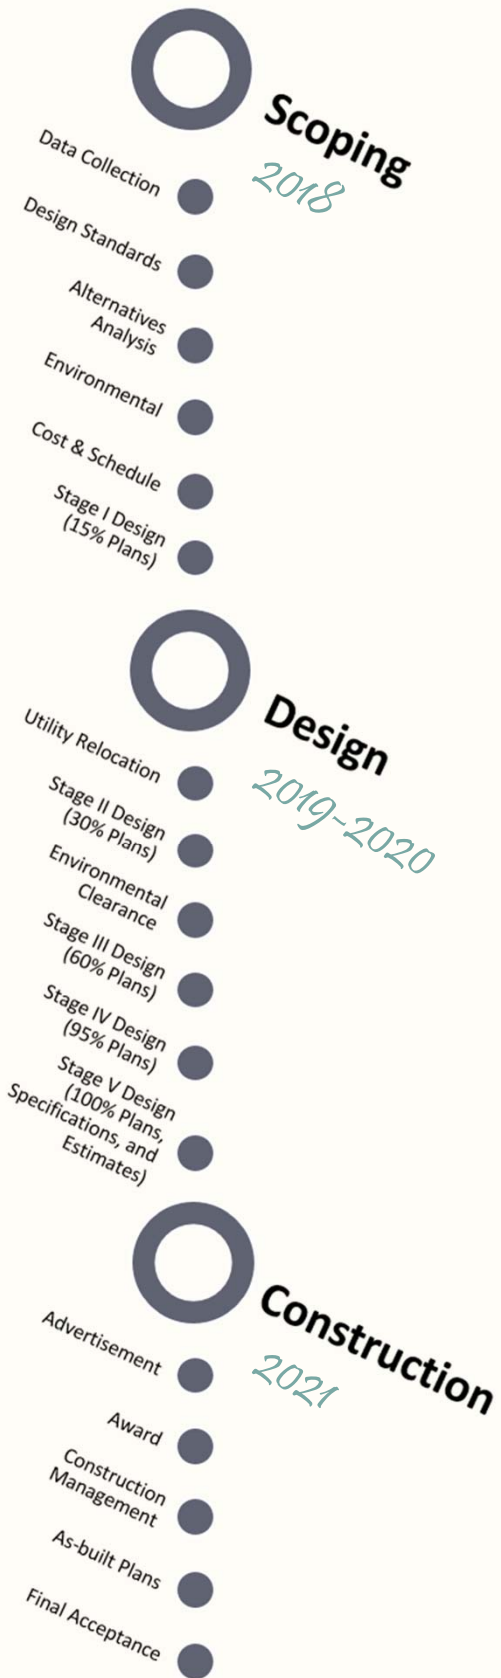 Scoping
2018
Data Collection
Design Standards
Alternatives
Analysis
Environmental
Cost & Schedule
Stage I Design
(15% Plans)
Design
2019-2020
Utility Relocation
Stage II Design
(30% Plans)
Environmental
Clearance
Stage III Design
(60% Plans)
Stage IV Design
(95% Plans)
Stage V Design
(100% Plans,
Specifications, and
Estimates)
Construction
2021
Advertisement
Award
Construction
Management
As-built Plans
Final Acceptance